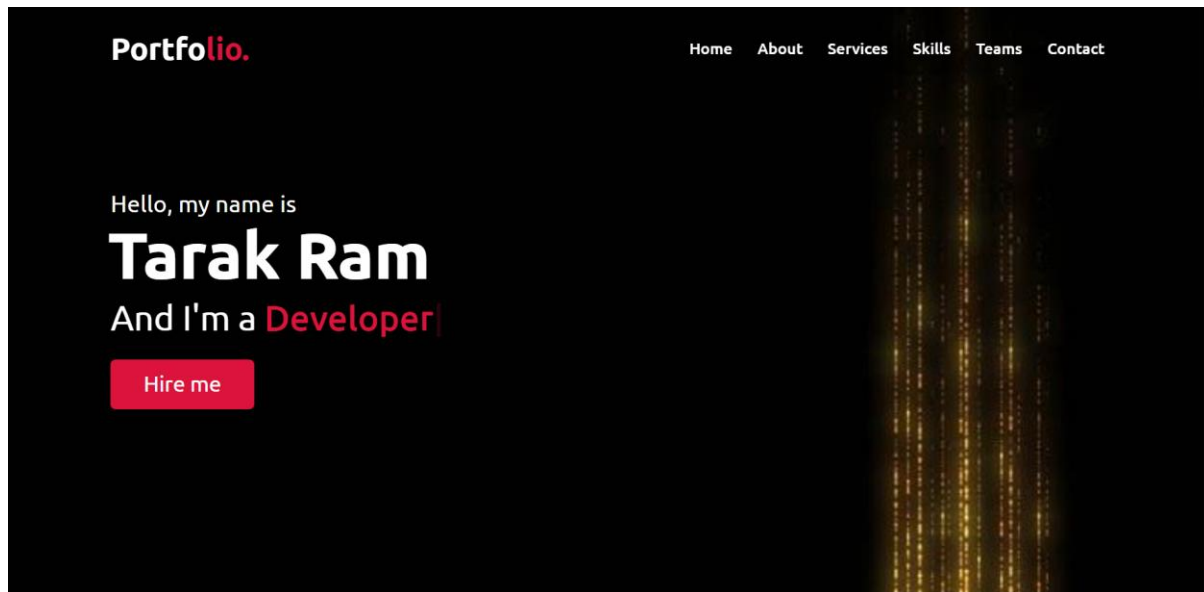 Portfolio.
Home About Services Skills Teams Contact
Hello, my name is
Tarak Ram
And I'm a Developer
Hire me